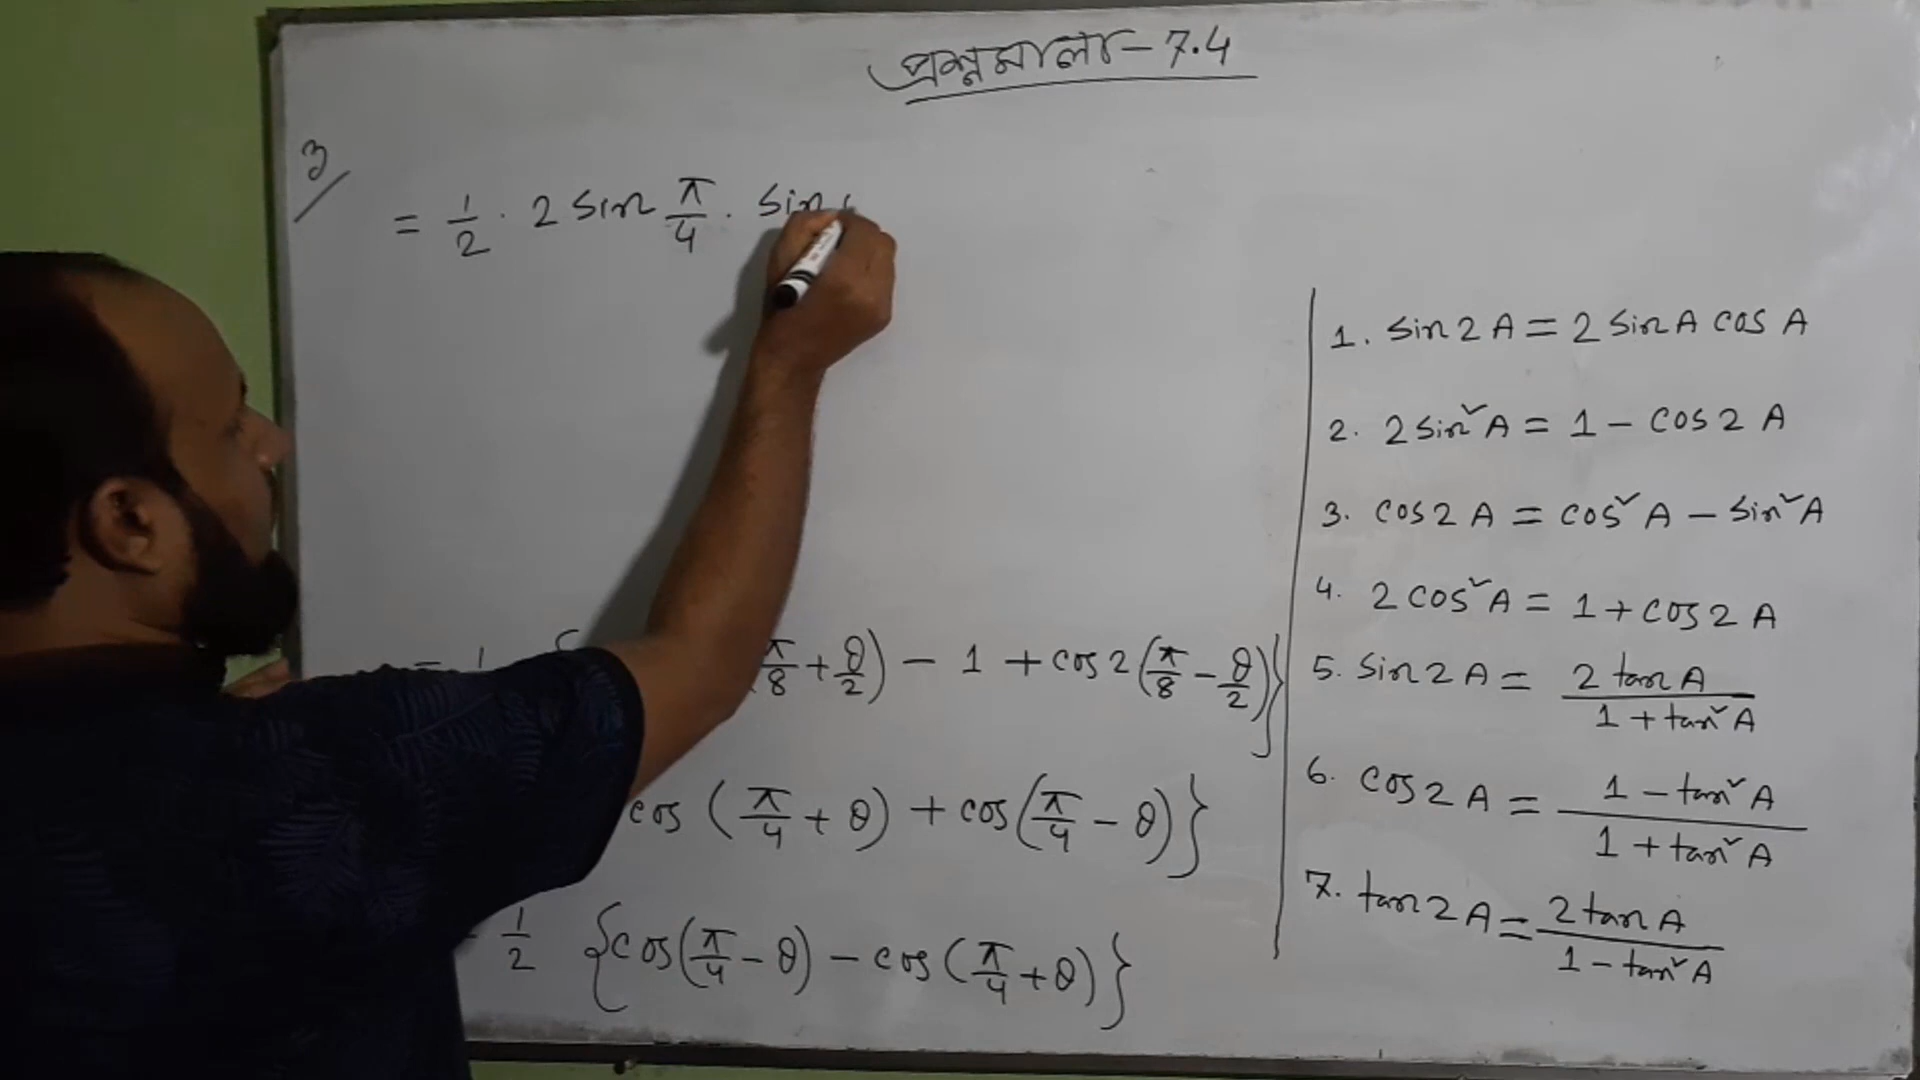 প্রশ্নমালা – 7.4
3/
= 1/2 · 2 sin π/4 · sin
π/8 + θ/2) – 1 + cos 2 (π/8 – θ/2)}
cos (π/4 + θ) + cos (π/4 – θ)}
1/2 {cos(π/4 – θ) – cos (π/4 + θ)}
1. sin 2A = 2 sin A cos A
2. 2 sin²A = 1 – cos 2A
3. cos 2A = cos²A – sin²A
4. 2 cos²A = 1 + cos 2A
5. sin 2A = 2 tan A / 1 + tan²A
6. cos 2A = 1 – tan²A / 1 + tan²A
7. tan 2A = 2 tan A / 1 – tan²A